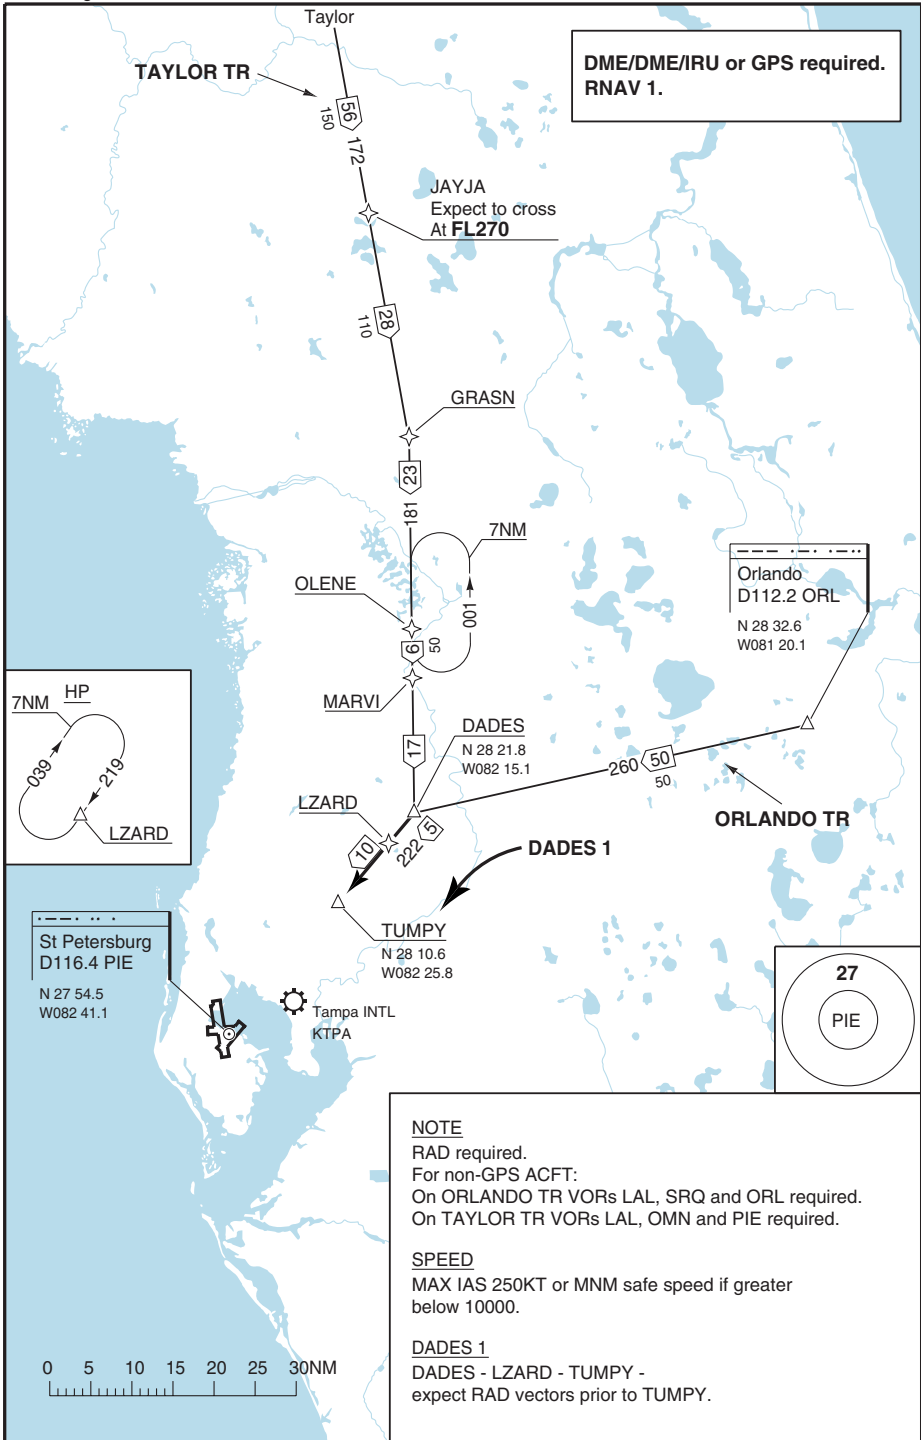 Taylor
TAYLOR TR
DME/DME/IRU or GPS required.
RNAV 1.
56
150
172
JAYJA
Expect to cross
At FL270
28
110
GRASN
23
181
7NM
OLENE
001
6
50
MARVI
Orlando
D112.2 ORL
N 28 32.6
W081 20.1
HP
7NM
039
219
LZARD
17
DADES
N 28 21.8
W082 15.1
260
50
50
ORLANDO TR
LZARD
5
222
10
DADES 1
TUMPY
N 28 10.6
W082 25.8
St Petersburg
D116.4 PIE
N 27 54.5
W082 41.1
Tampa INTL
KTPA
27
PIE
NOTE
RAD required.
For non-GPS ACFT:
On ORLANDO TR VORs LAL, SRQ and ORL required.
On TAYLOR TR VORs LAL, OMN and PIE required.
SPEED
MAX IAS 250KT or MNM safe speed if greater
below 10000.
DADES 1
DADES - LZARD - TUMPY -
expect RAD vectors prior to TUMPY.
0 5 10 15 20 25 30NM